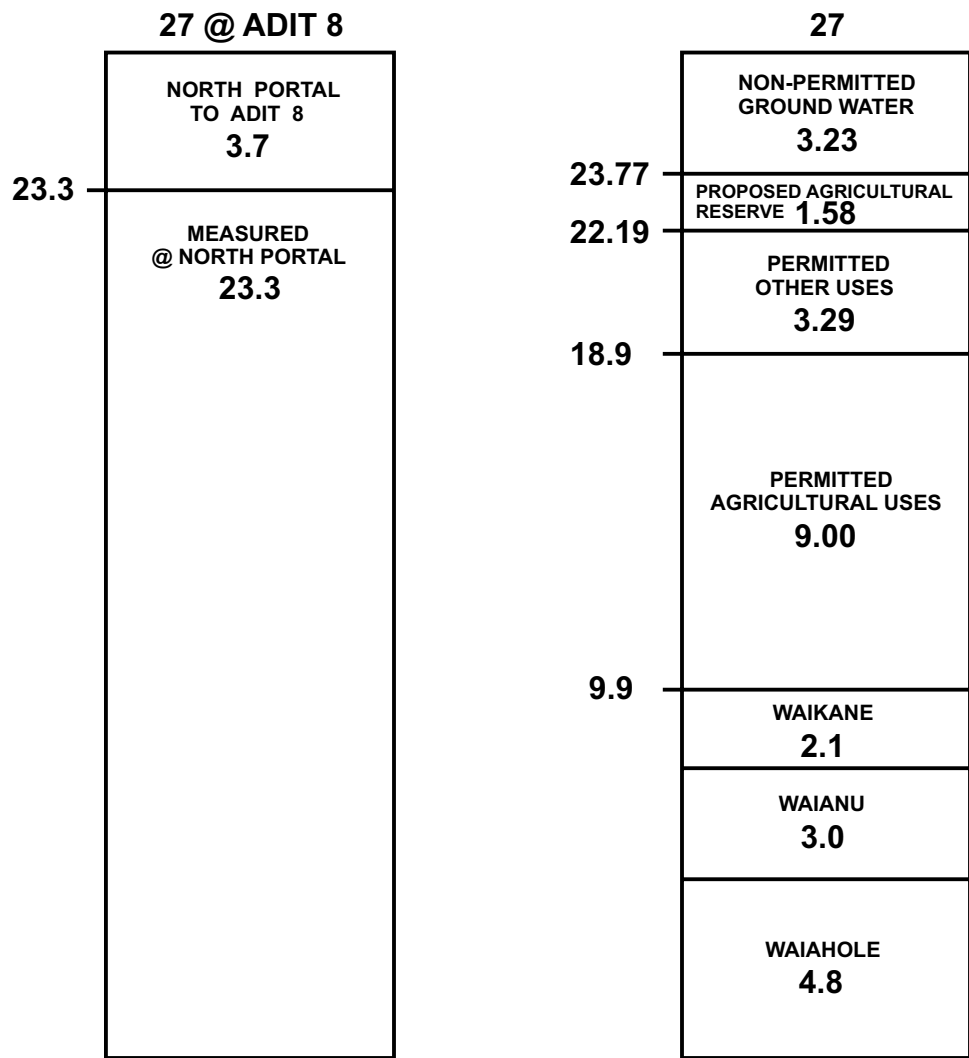 27 @ ADIT 8
NORTH PORTAL
TO ADIT 8
3.7
23.3
MEASURED
@ NORTH PORTAL
23.3
27
NON-PERMITTED
GROUND WATER
3.23
23.77
PROPOSED AGRICULTURAL
RESERVE 1.58
22.19
PERMITTED
OTHER USES
3.29
18.9
PERMITTED
AGRICULTURAL USES
9.00
9.9
WAIKANE
2.1
WAIANU
3.0
WAIAHOLE
4.8